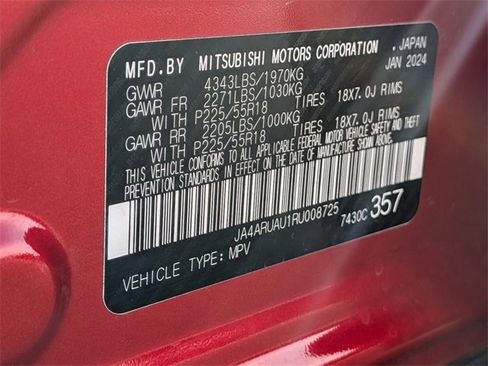 MFD.BY MITSUBISHI MOTORS CORPORATION , JAPAN
JAN 2024
GVWR 4343LBS/1970KG
GAWR FR 2271LBS/1030KG
WITH P225/55R18 TIRES 18X7.0J RIMS
GAWR RR 2205LBS/1000KG
WITH P225/55R18 TIRES 18X7.0J RIMS
THIS VEHICLE CONFORMS TO ALL APPLICABLE FEDERAL MOTOR VEHICLE SAFETY AND THEFT
PREVENTION STANDARDS IN EFFECT ON THE DATE OF MANUFACTURE SHOWN ABOVE.
JA4ARUAU1RU008725 7430C 357
VEHICLE TYPE: MPV